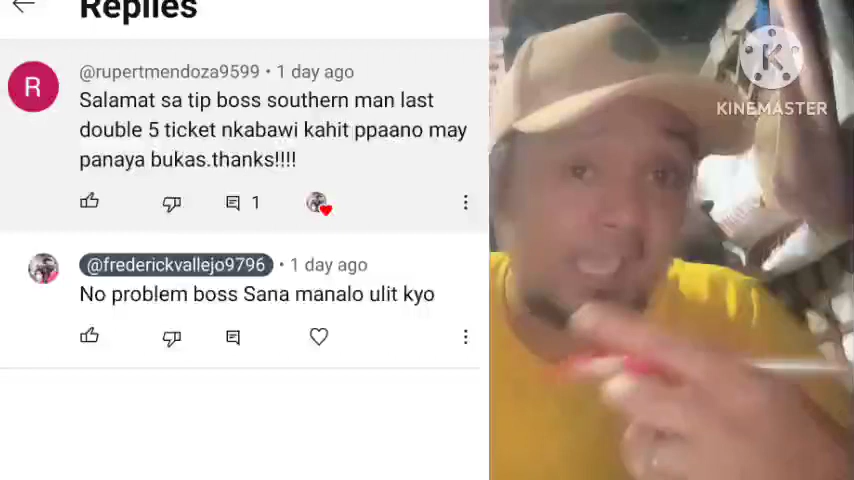 Replies
R
@rupertmendoza9599 • 1 day ago
Salamat sa tip boss southern man last
double 5 ticket nkabawi kahit ppaano may
panaya bukas.thanks!!!!
1
@frederickvallejo9796 • 1 day ago
No problem boss Sana manalo ulit kyo
K
KINEMASTER